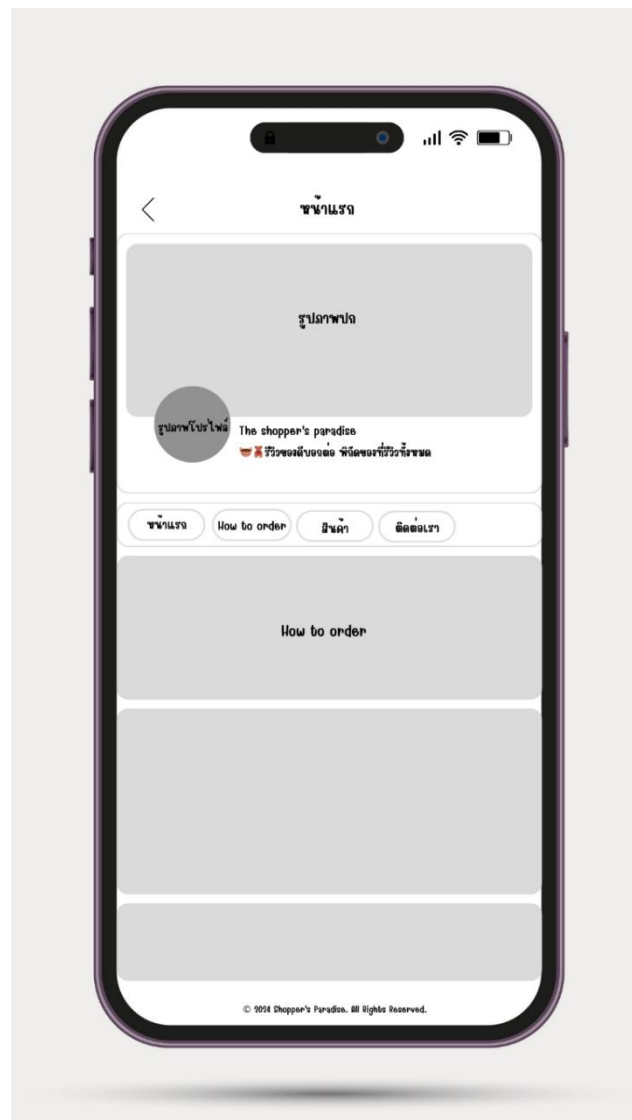 หน้าแรก
รูปภาพปก
รูปภาพโปรไฟล์
The shopper's paradise
รีวิวของดีบอกต่อ พิกัดของที่รีวิวทั้งหมด
หน้าแรก
How to order
สินค้า
ติดต่อเรา
How to order
© 2024 Shopper's Paradise. All Rights Reserved.